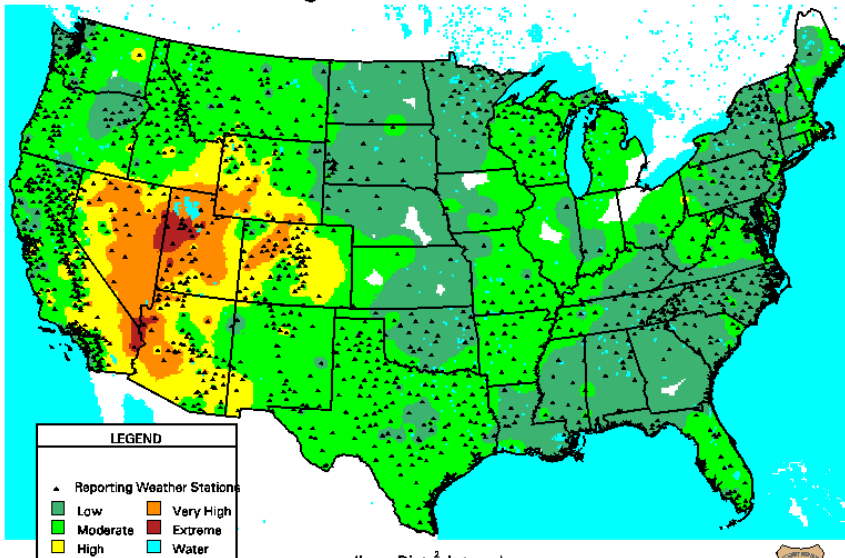 LEGEND
Reporting Weather Stations
Low
Very High
Moderate
Extreme
High
Water